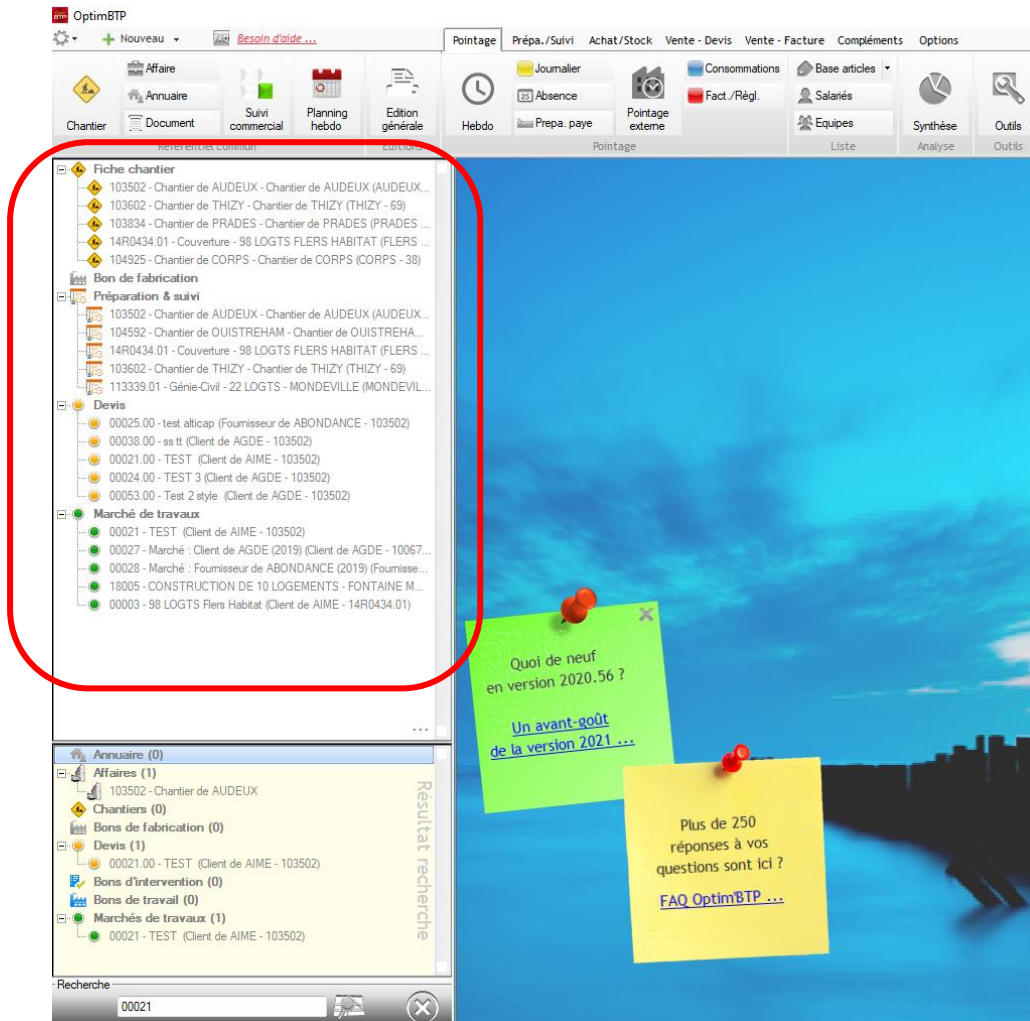 OptimBTP
Nouveau
Besoin d'aide ...
Pointage Prépa./Suivi Achat/Stock Vente - Devis Vente - Facture Compléments Options
Affaire
Annuaire
Document
Chantier
Suivi commercial
Planning hebdo
Edition générale
Hebdo
Journalier
25 Absence
Prepa. paye
Pointage externe
Consommations
Fact./Règl.
Base articles
Salariés
Equipes
Synthèse
Outils
Référentiel commun Editions Pointage Liste Analyse Outils
Fiche chantier
103502 - Chantier de AUDEUX - Chantier de AUDEUX (AUDEUX...
103602 - Chantier de THIZY - Chantier de THIZY (THIZY - 69)
103834 - Chantier de PRADES - Chantier de PRADES (PRADES ...
14R0434.01 - Couverture - 98 LOGTS FLERS HABITAT (FLERS ...
104925 - Chantier de CORPS - Chantier de CORPS (CORPS - 38)
Bon de fabrication
Préparation & suivi
103502 - Chantier de AUDEUX - Chantier de AUDEUX (AUDEUX...
104592 - Chantier de OUISTREHAM - Chantier de OUISTREHA...
14R0434.01 - Couverture - 98 LOGTS FLERS HABITAT (FLERS ...
103602 - Chantier de THIZY - Chantier de THIZY (THIZY - 69)
113339.01 - Génie-Civil - 22 LOGTS - MONDEVILLE (MONDEVIL...
Devis
00025.00 - test alticap (Fournisseur de ABONDANCE - 103502)
00038.00 - ss tt (Client de AGDE - 103502)
00021.00 - TEST (Client de AIME - 103502)
00024.00 - TEST 3 (Client de AGDE - 103502)
00053.00 - Test 2 style (Client de AGDE - 103502)
Marché de travaux
00021 - TEST (Client de AIME - 103502)
00027 - Marché : Client de AGDE (2019) (Client de AGDE - 10067...
00028 - Marché : Fournisseur de ABONDANCE (2019) (Fournisse...
18005 - CONSTRUCTION DE 10 LOGEMENTS - FONTAINE M...
00003 - 98 LOGTS Flers Habitat (Client de AIME - 14R0434.01)
...
Quoi de neuf
en version 2020.56 ?
Un avant-goût
de la version 2021 ...
Plus de 250
réponses à vos
questions sont ici ?
FAQ Optim'BTP ...
Annuaire (0)
Affaires (1)
103502 - Chantier de AUDEUX
Chantiers (0)
Bons de fabrication (0)
Devis (1)
00021.00 - TEST (Client de AIME - 103502)
Bons d'intervention (0)
Bons de travail (0)
Marchés de travaux (1)
00021 - TEST (Client de AIME - 103502)
Résultat recherche
Recherche
00021